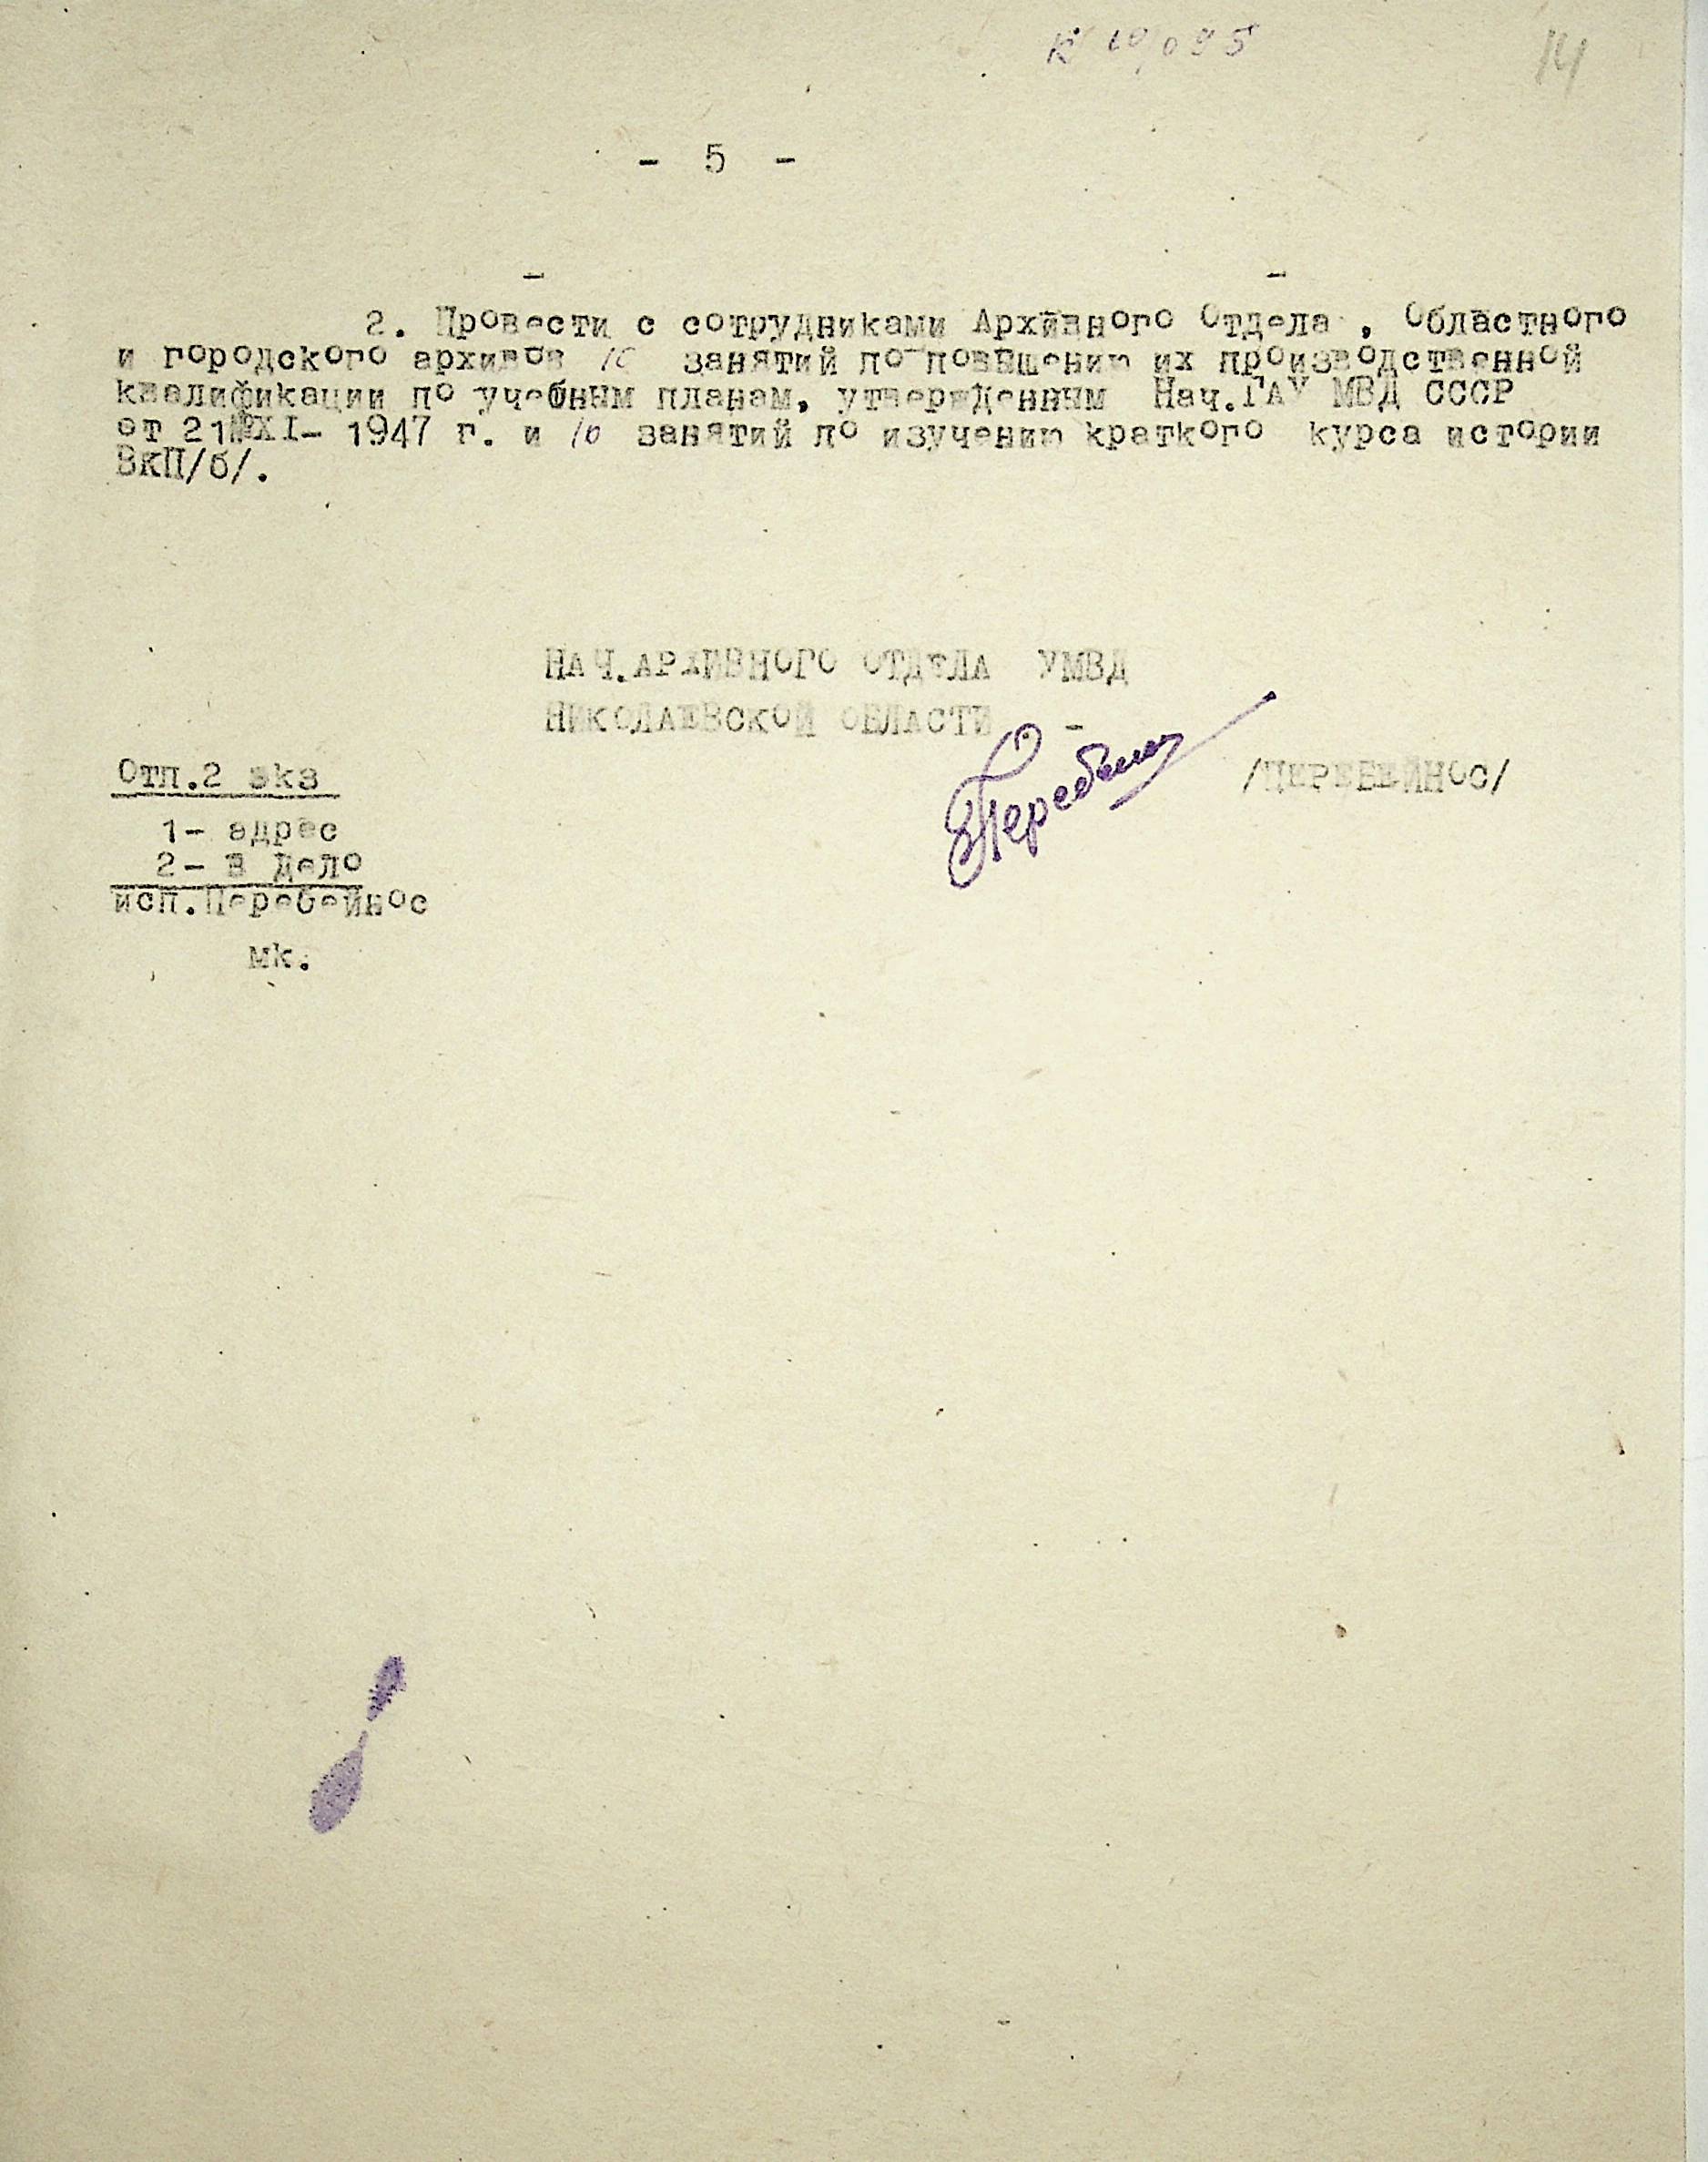 К 19/095
14
- 5 -
2. Провести с сотрудниками Архивного Отдела , Областного
и городского архивов 10 занятий по повышению их производственной
квалификации по учебным планам, утвержденным Нач.ГАУ МВД СССР
от 21 XI- 1947 г. и 10 занятий по изучению краткого курса истории
ВКП/б/.
НАЧ.АРХИВНОГО ОТДЕЛА УМВД
НИКОЛАЕВСКОЙ ОБЛАСТИ -
/ПЕРЕБЕЙНОС/
Отп.2 экз
1- адрес
2- в дело
исп.Перебейнос
мк.